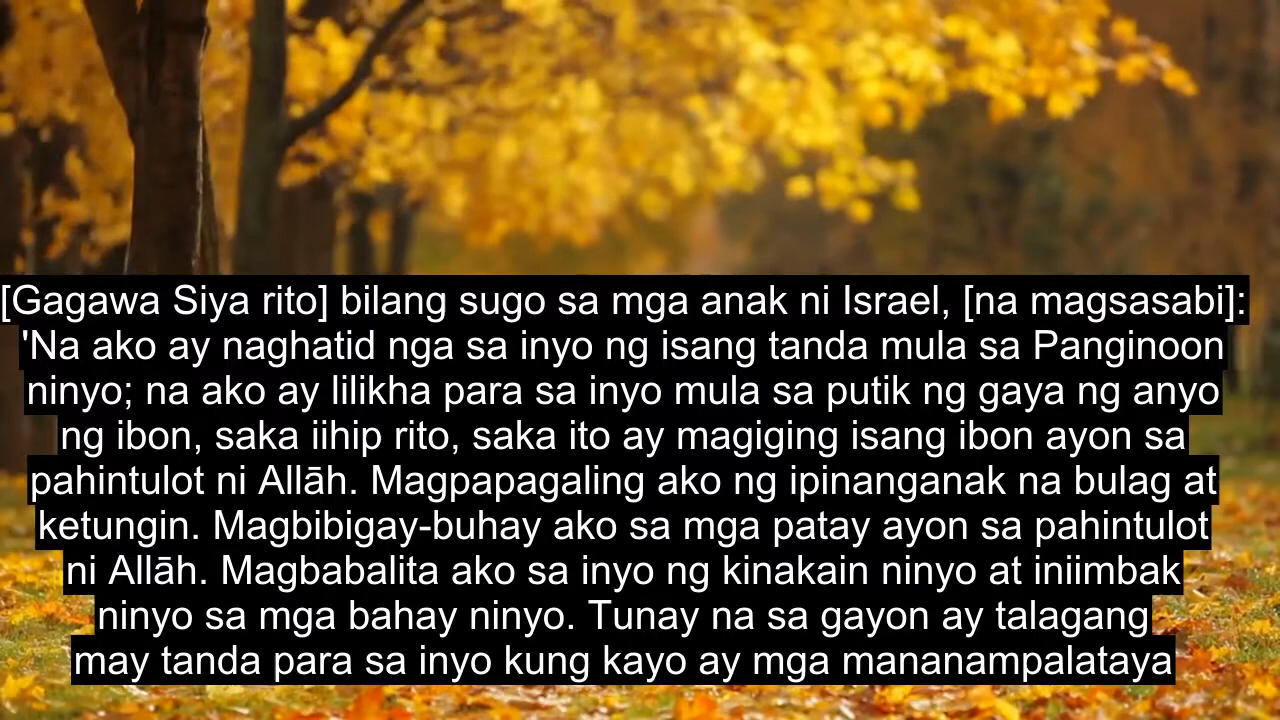 [Gagawa Siya rito] bilang sugo sa mga anak ni Israel, [na magsasabi]:
'Na ako ay naghatid nga sa inyo ng isang tanda mula sa Panginoon
ninyo; na ako ay lilikha para sa inyo mula sa putik ng gaya ng anyo
ng ibon, saka iihip rito, saka ito ay magiging isang ibon ayon sa
pahintulot ni Allāh. Magpapagaling ako ng ipinanganak na bulag at
ketungin. Magbibigay-buhay ako sa mga patay ayon sa pahintulot
ni Allāh. Magbabalita ako sa inyo ng kinakain ninyo at iniimbak
ninyo sa mga bahay ninyo. Tunay na sa gayon ay talagang
may tanda para sa inyo kung kayo ay mga mananampalataya